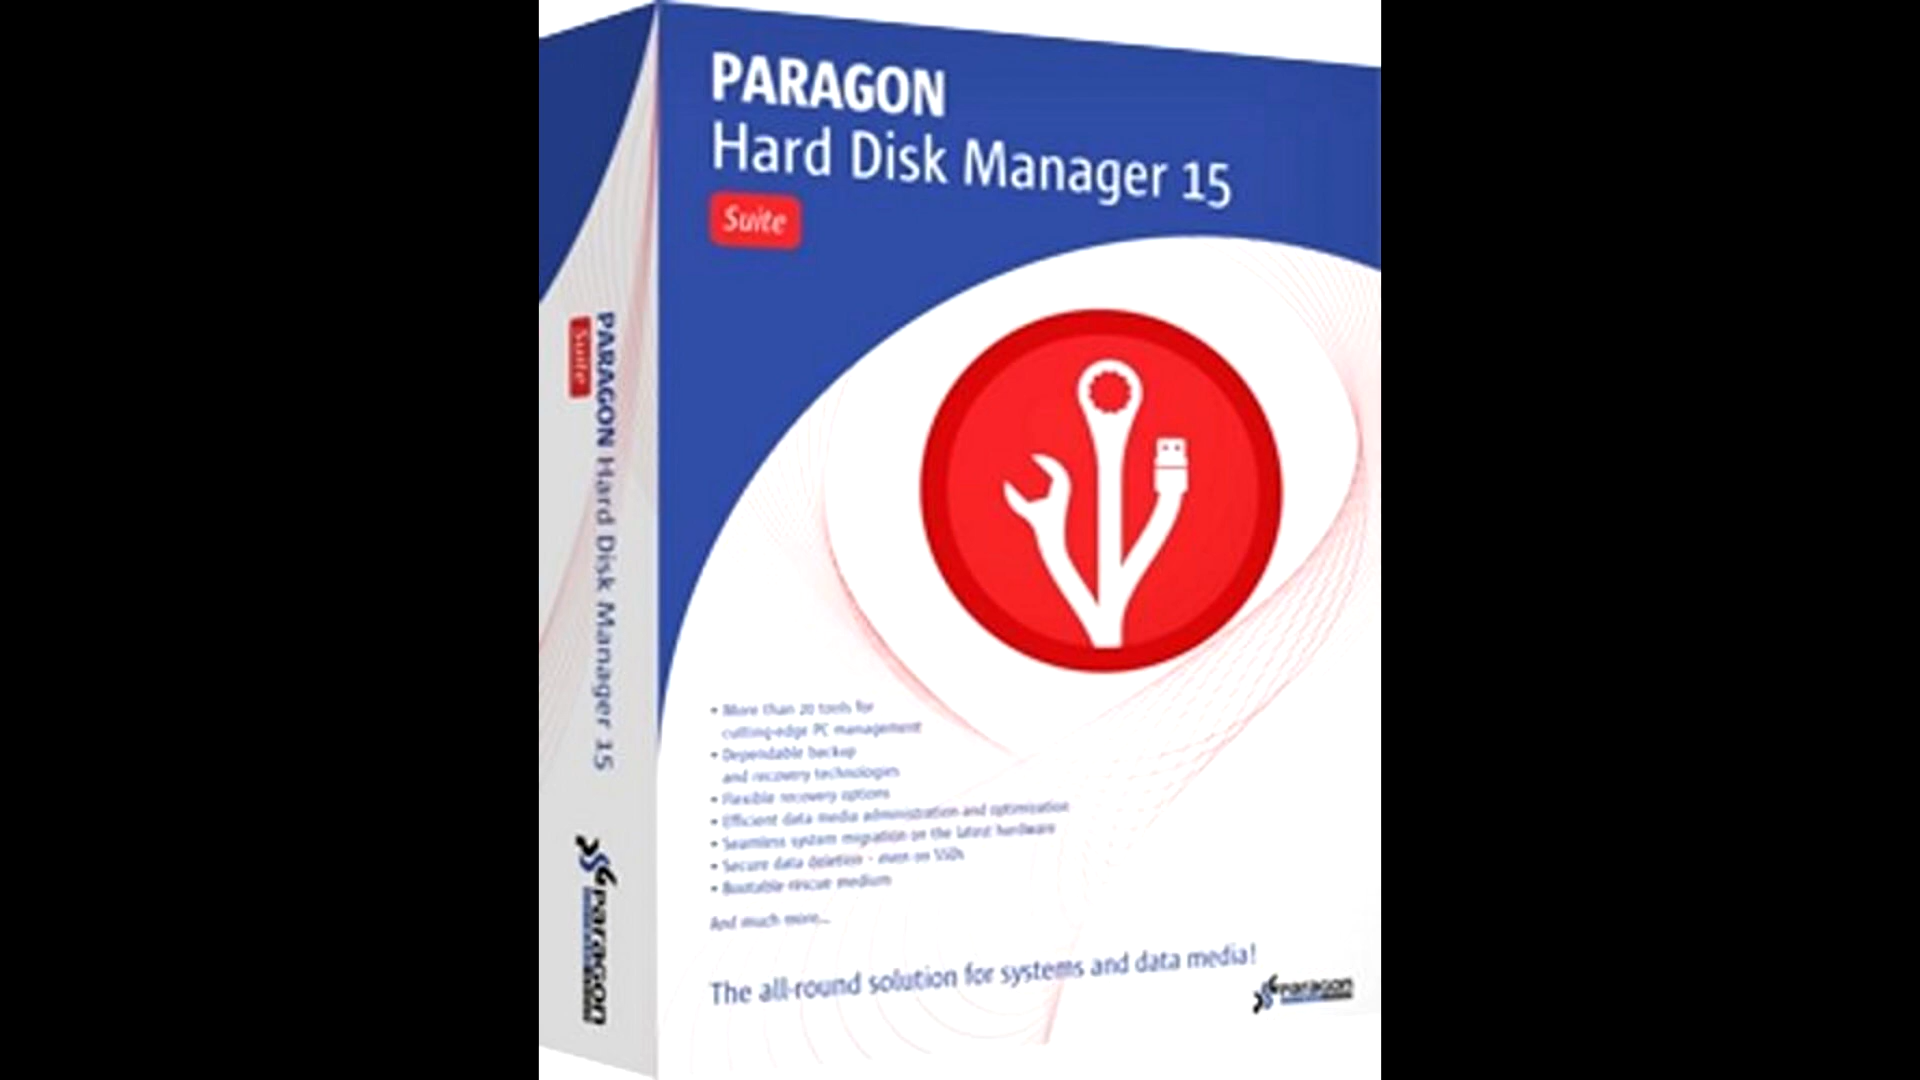 PARAGON
Hard Disk Manager 15
Suite
PARAGON Hard Disk Manager 15
Suite
paragon
• More than 20 tools for
cutting-edge PC management
• Dependable backup
and recovery technologies
• Flexible recovery options
• Efficient data media administration and optimization
• Seamless system migration on the latest hardware
• Secure data deletion - even on SSDs
• Bootable rescue medium
And much more...
The all-round solution for systems and data media!
paragon